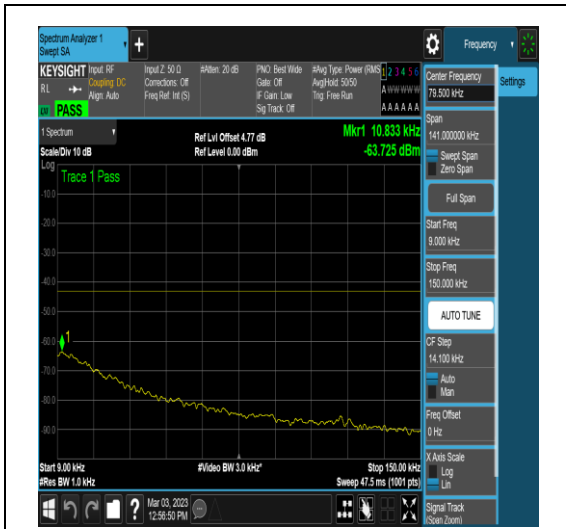 Spectrum Analyzer 1
Swept SA
Frequency
KEYSIGHT
RL
PASS
Input: RF
Coupling: DC
Align: Auto
Input Z: 50 Ω
Corrections: Off
Freq Ref: Int (S)
#Atten: 20 dB
PNO: Best Wide
Gate: Off
IF Gain: Low
Sig Track: Off
#Avg Type: Power (RMS)
Avg|Hold: 50/50
Trig: Free Run
1 2 3 4 5 6
A W W W W W
A A A A A A
Center Frequency
79.500 kHz
Settings
Span
141.000000 kHz
Swept Span
Zero Span
Full Span
Start Freq
9.000 kHz
Stop Freq
150.000 kHz
AUTO TUNE
CF Step
14.100 kHz
Auto
Man
Freq Offset
0 Hz
X Axis Scale
Log
Lin
Signal Track
(Span Zoom)
1 Spectrum
Scale/Div 10 dB
Ref Lvl Offset 4.77 dB
Ref Level 0.00 dBm
Mkr1 10.833 kHz
-63.725 dBm
Log
Trace 1 Pass
-10.0
-20.0
-30.0
-40.0
-50.0
-60.0
-70.0
-80.0
-90.0
1
Start 9.00 kHz
#Res BW 1.0 kHz
#Video BW 3.0 kHz*
Stop 150.00 kHz
Sweep 47.5 ms (1001 pts)
Mar 03, 2023
12:56:50 PM